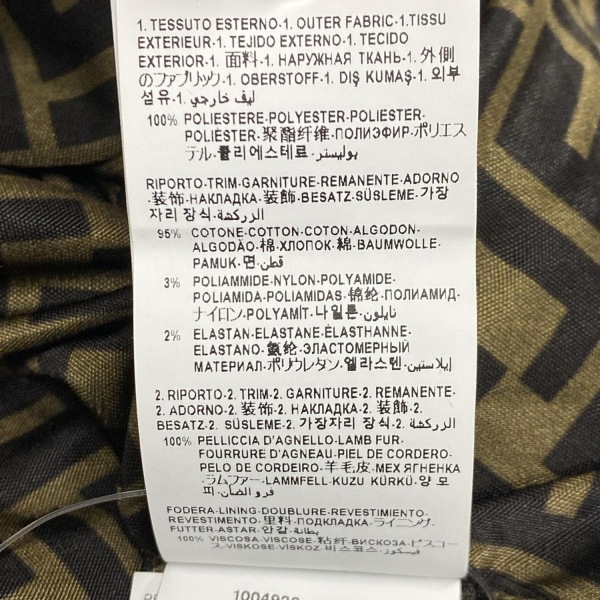 1. TESSUTO ESTERNO-1. OUTER FABRIC-1.TISSU
EXTERIEUR-1. TEJIDO EXTERNO-1. TECIDO
EXTERIOR-1. 面料-1. НАРУЖНАЯ ТКАНЬ-1. 外側
のファブリック-1. OBERSTOFF-1. DIŞ KUMAŞ-1. 외부
섬유-1. ليف خارجي-1.
100% POLIESTERE-POLYESTER-POLIESTER-
POLIÉSTER-聚酯纤维-ПОЛИЭФИР-ポリエス
テル-폴리에스테르-بوليستر
RIPORTO-TRIM-GARNITURE-REMANENTE-ADORNO
-装饰-НАКЛАДКА-装飾-BESATZ-SÜSLEME-가장
자리 장식-الزركشة
95% COTONE-COTTON-COTON-ALGODON-
ALGODÃO-棉-ХЛОПОК-綿-BAUMWOLLE-
PAMUK-면-قطن
3% POLIAMMIDE-NYLON-POLYAMIDE-
POLIAMIDA-POLIAMIDAS-锦纶-ПОЛИАМИД
-ナイロン-POLYAMİT-나일론-نايلون
2% ELASTAN-ELASTANE-ÉLASTHANNE-
ELASTANO-氨纶-ЭЛАСТОМЕРНЫЙ
МАТЕРИАЛ-ポリウレタン-엘라스텐-إيلاستين
2. RIPORTO-2. TRIM-2. GARNITURE-2. REMANENTE-
2. ADORNO-2. 装饰-2. НАКЛАДКА-2. 装飾-2.
BESATZ-2. SÜSLEME-2. 가장자리 장식-2. الزركشة
100% PELLICCIA D'AGNELLO-LAMB FUR-
FOURRURE D'AGNEAU-PIEL DE CORDERO-
PELO DE CORDEIRO-羊毛皮-МЕХ ЯГНЕНКА
-ラムファー-LAMMFELL-KUZU KÜRKÜ-양 모
피-فرو الضأن
FODERA-LINING-DOUBLURE-REVESTIMIENTO-
REVESTIMENTO-里料-ПОДКЛАДКА-ライニング-
FUTTER-ASTAR-안감-بطانة
100% VISCOSA-VISCOSE-粘纤-ВИСКОЗА-ビスコー
ス-VISKOSE-VİSKOZ-비스코스-فيسكوز